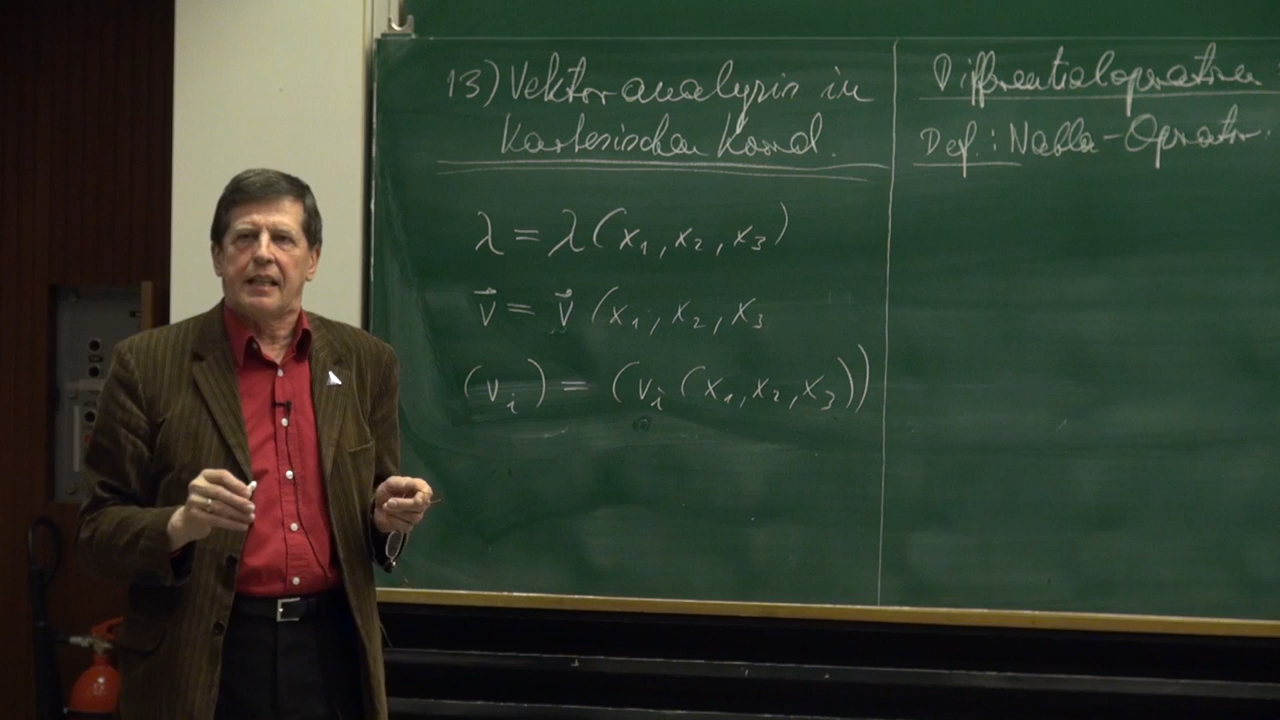 13) Vektoranalysis in
kartesischen Koord.
λ = λ(x₁, x₂, x₃)
v⃗ = v⃗(x₁, x₂, x₃
(vᵢ) = (vᵢ(x₁, x₂, x₃))
Differentialoperatoren
Def.: Nabla-Operator.